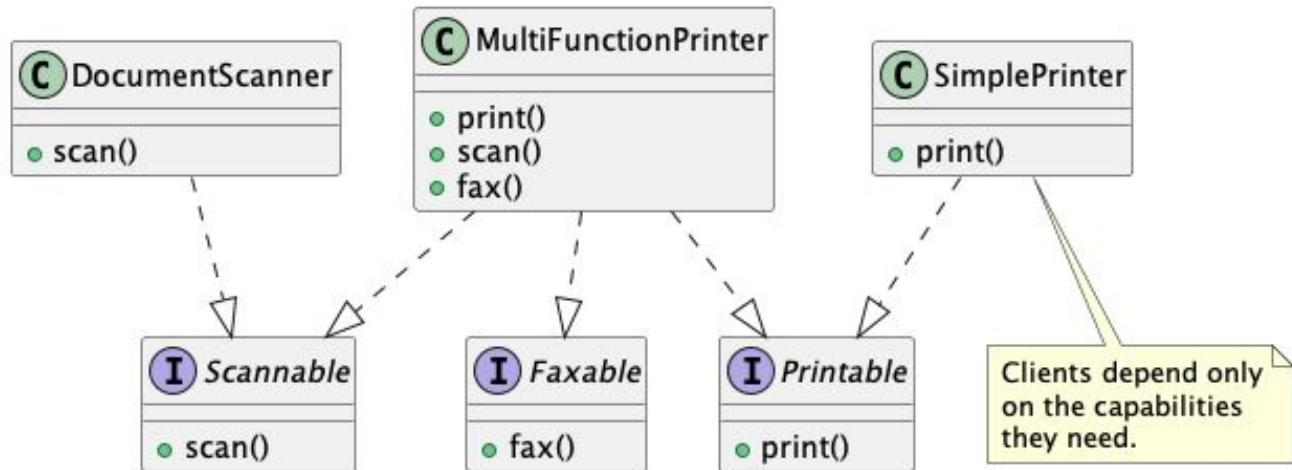 C DocumentScanner
scan()
C MultiFunctionPrinter
print()
scan()
fax()
C SimplePrinter
print()
I Scannable
scan()
I Faxable
fax()
I Printable
print()
Clients depend only
on the capabilities
they need.